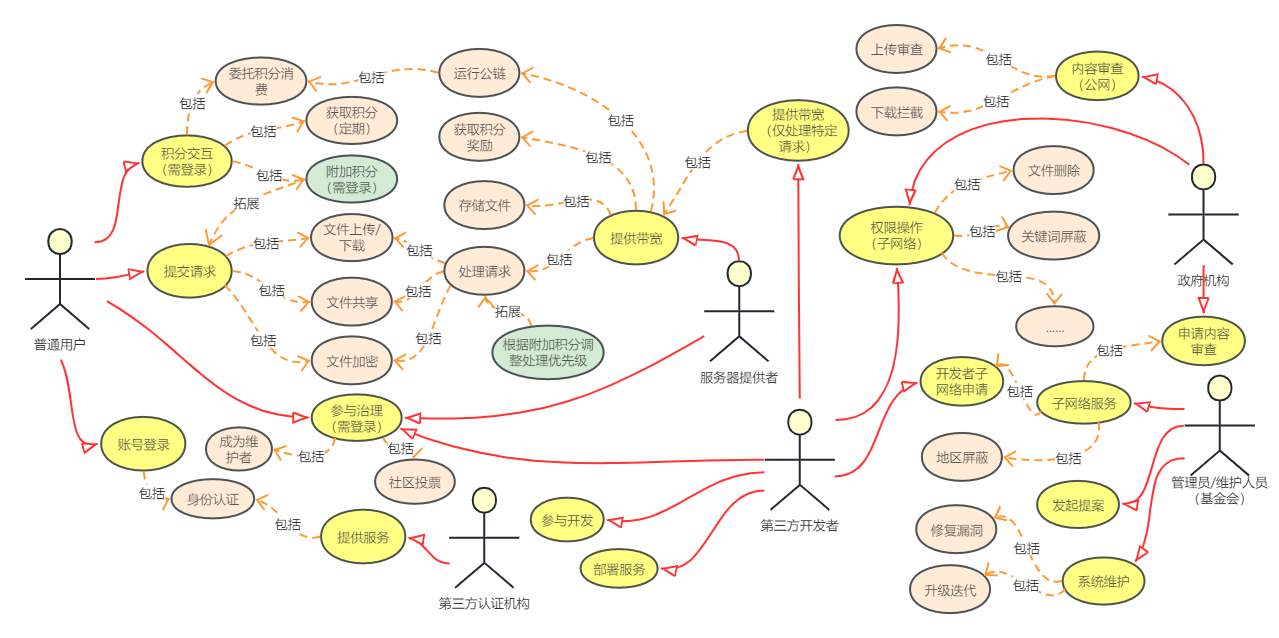 委托积分消
费
包括
运行公链
上传审查
包括
内容审查
（公网）
包括
获取积分
（定期）
包括
包括
提供带宽
（仅处理特定
请求）
下载拦截
包括
积分交互
（需登录）
获取积分
奖励
包括
包括
附加积分
（需登录）
包括
文件删除
包括
拓展
存储文件
包括
权限操作
（子网络）
关键词屏蔽
包括
文件上传/
下载
包括
提供带宽
包括
提交请求
包括
处理请求
包括
包括
政府机构
文件共享
包括
拓展
......
普通用户
文件加密
包括
包括
根据附加积分调
整处理优先级
申请内容
审查
包括
服务器提供者
开发者子
网络申请
包括
子网络服务
参与治理
（需登录）
账号登录
成为维
护者
包括
包括
地区屏蔽
包括
社区投票
管理员/维护人员
（基金会）
包括
身份认证
发起提案
包括
提供服务
参与开发
第三方开发者
修复漏洞
包括
部署服务
系统维护
升级迭代
包括
第三方认证机构